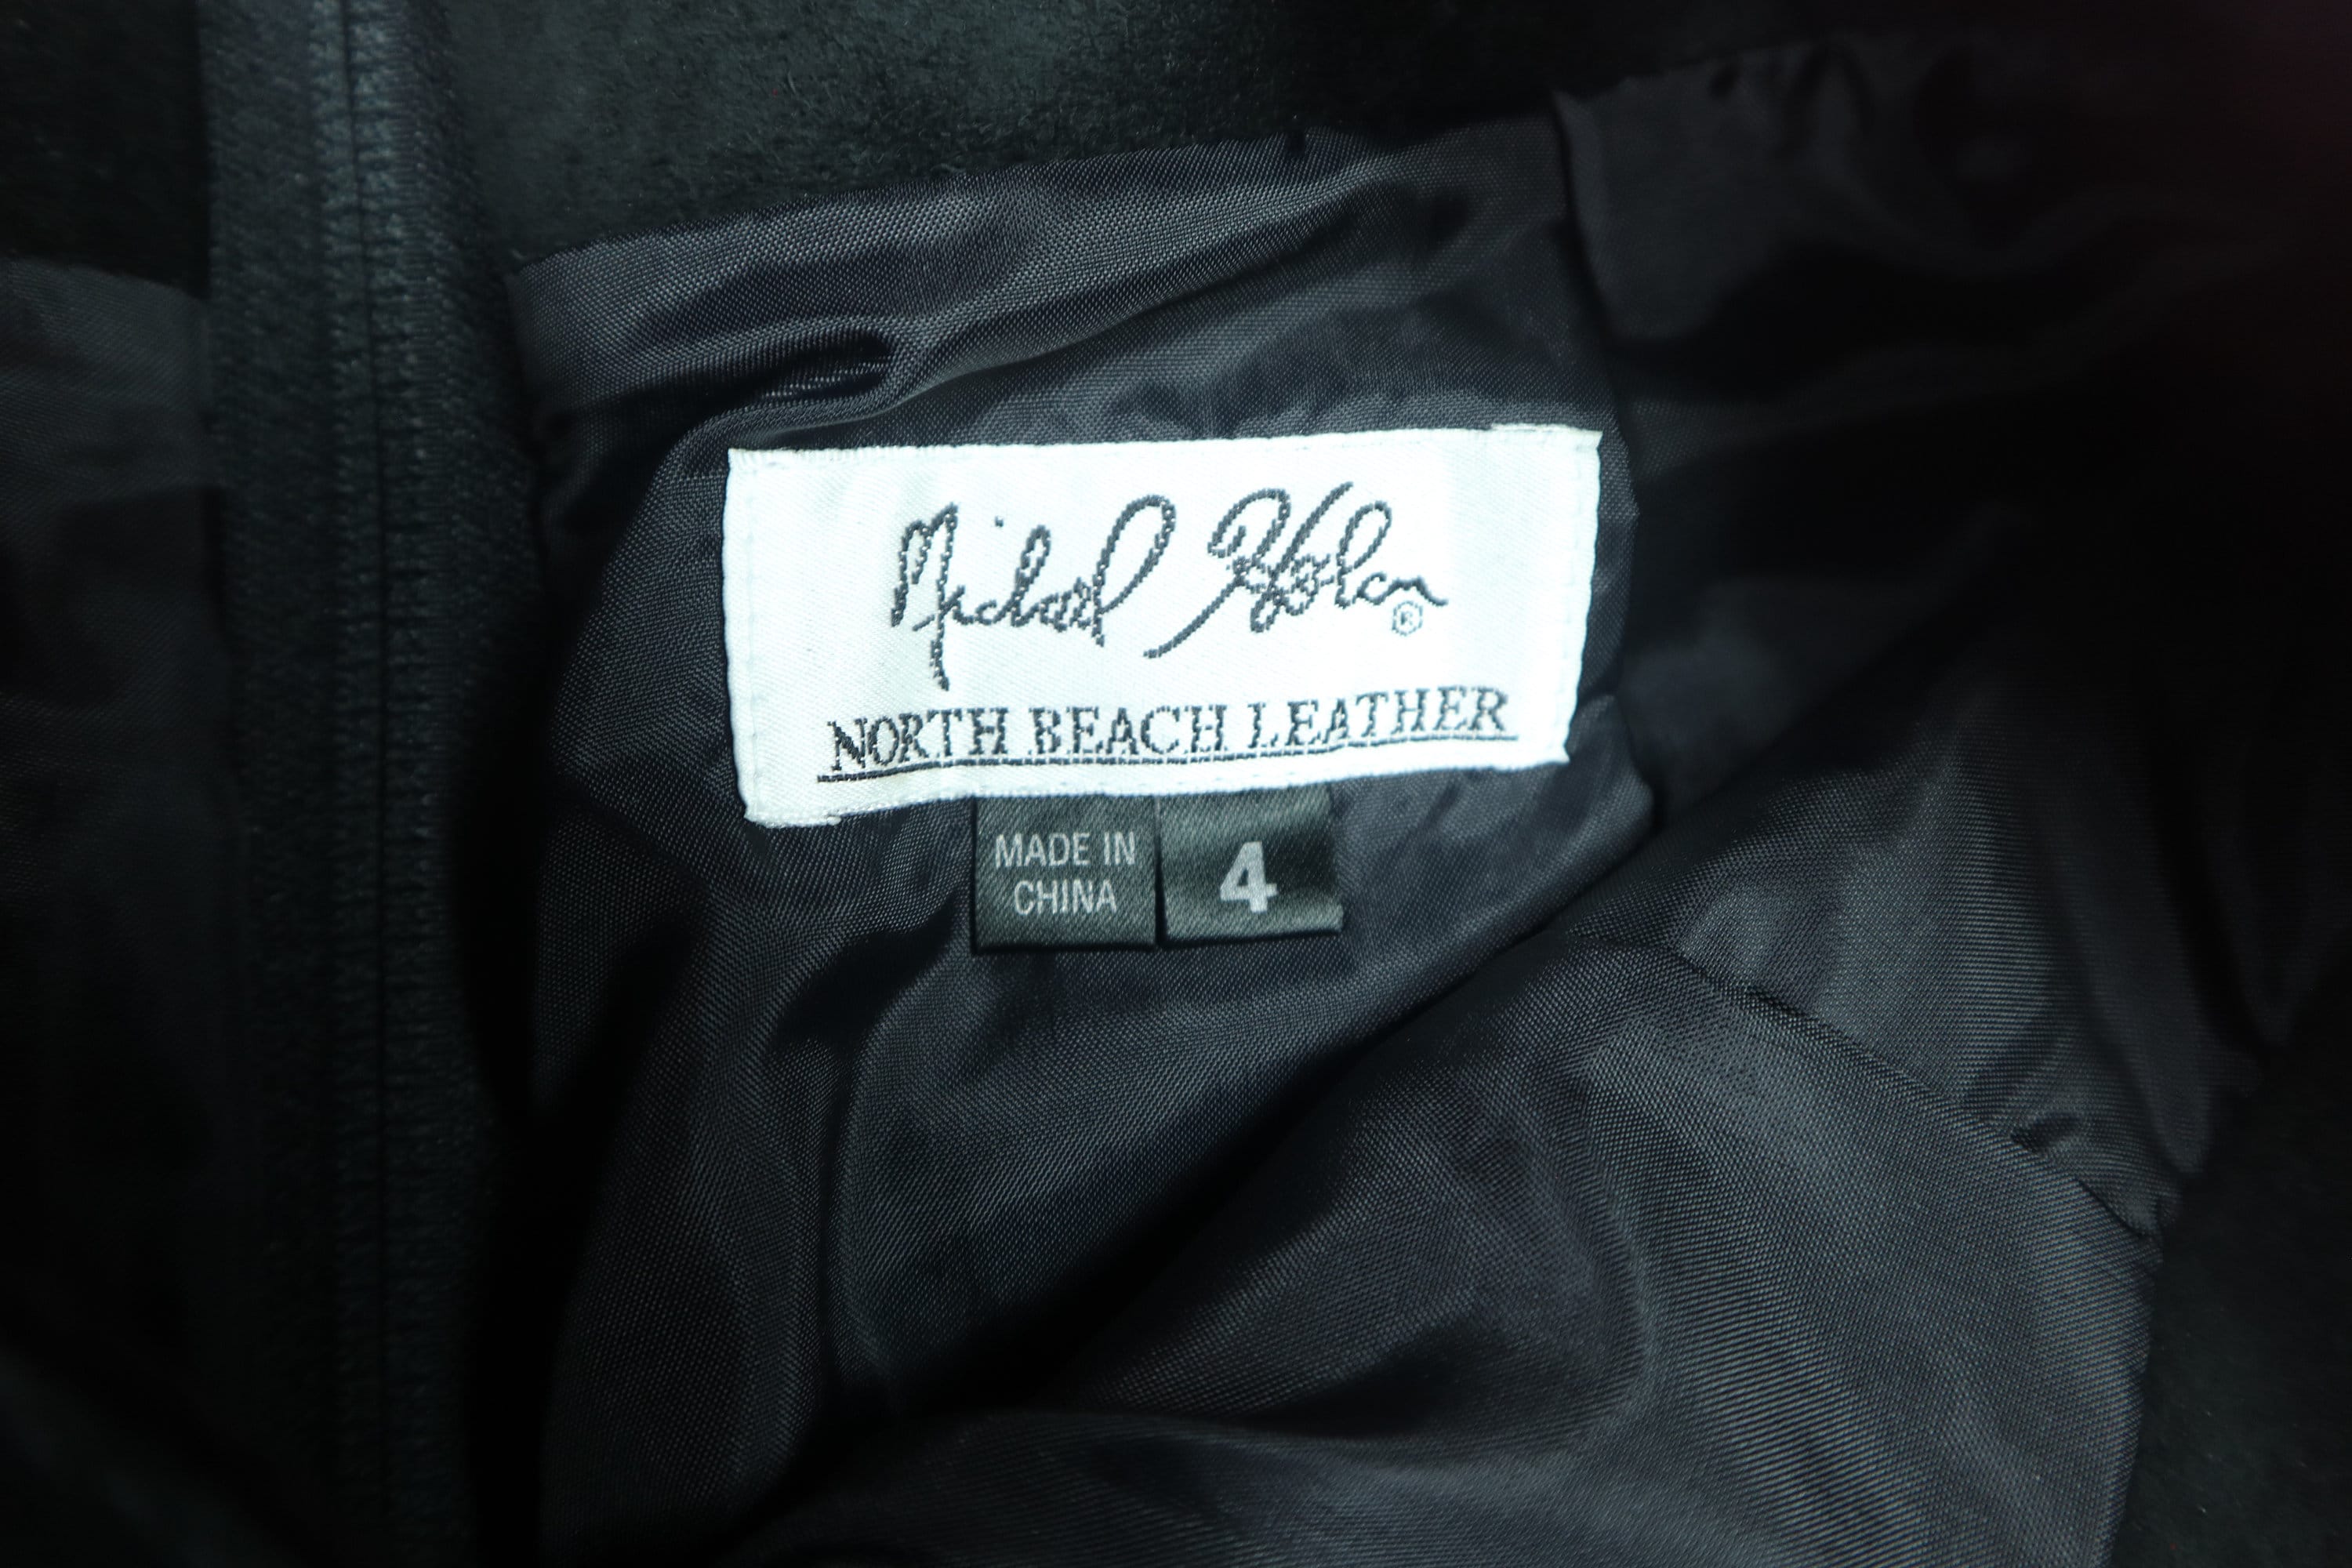 Michael Hoban ®
NORTH BEACH LEATHER
MADE IN
CHINA
4